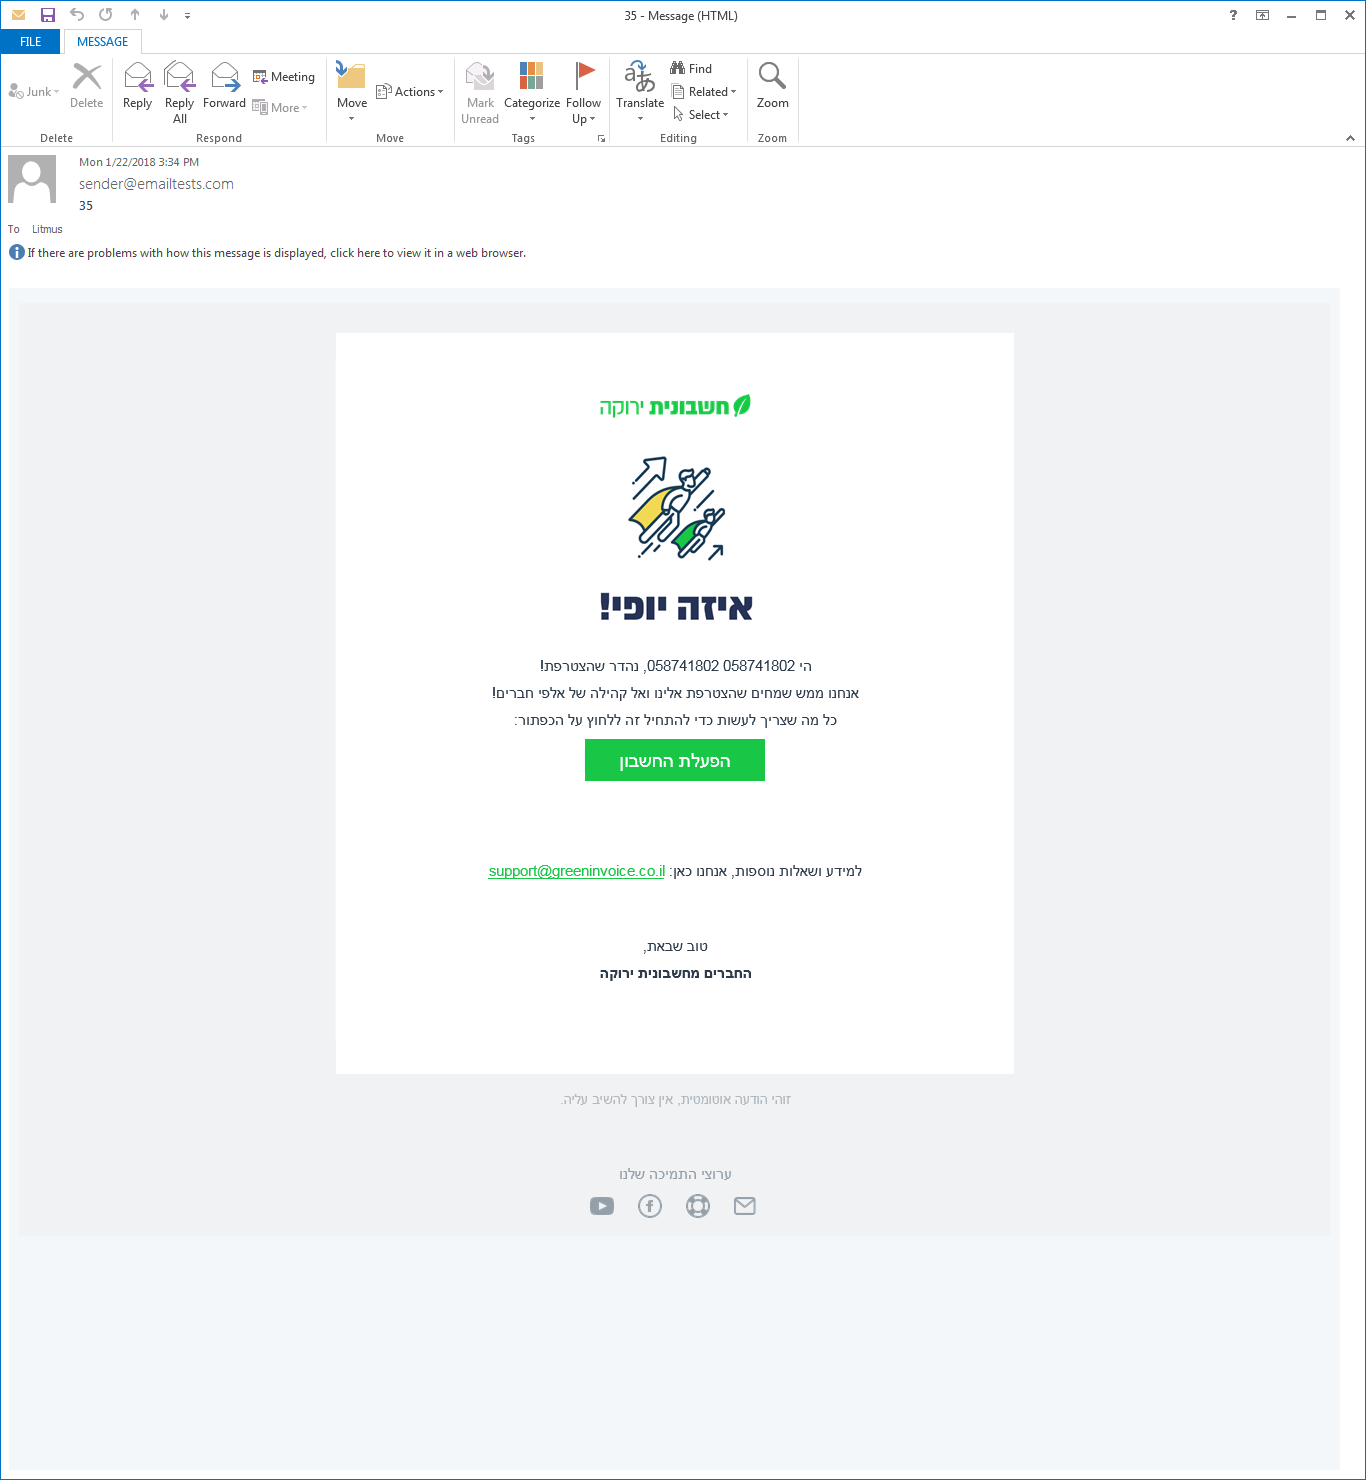 35 - Message (HTML)
?
FILE
MESSAGE
Junk
Delete
Delete
Reply
Reply All
Forward
Meeting
More
Respond
Move
Actions
Move
Mark Unread
Categorize
Follow Up
Tags
Translate
Find
Related
Select
Editing
Zoom
Zoom
Mon 1/22/2018 3:34 PM
sender@emailtests.com
35
To Litmus
If there are problems with how this message is displayed, click here to view it in a web browser.
חשבונית ירוקה
איזה יופי!
הי 058741802 058741802, נהדר שהצטרפת!
אנחנו ממש שמחים שהצטרפת אלינו ואל קהילה של אלפי חברים!
כל מה שצריך לעשות כדי להתחיל זה ללחוץ על הכפתור:
הפעלת החשבון
למידע ושאלות נוספות, אנחנו כאן: support@greeninvoice.co.il
טוב שבאת,
החברים מחשבונית ירוקה
זוהי הודעה אוטומטית, אין צורך להשיב עליה.
ערוצי התמיכה שלנו